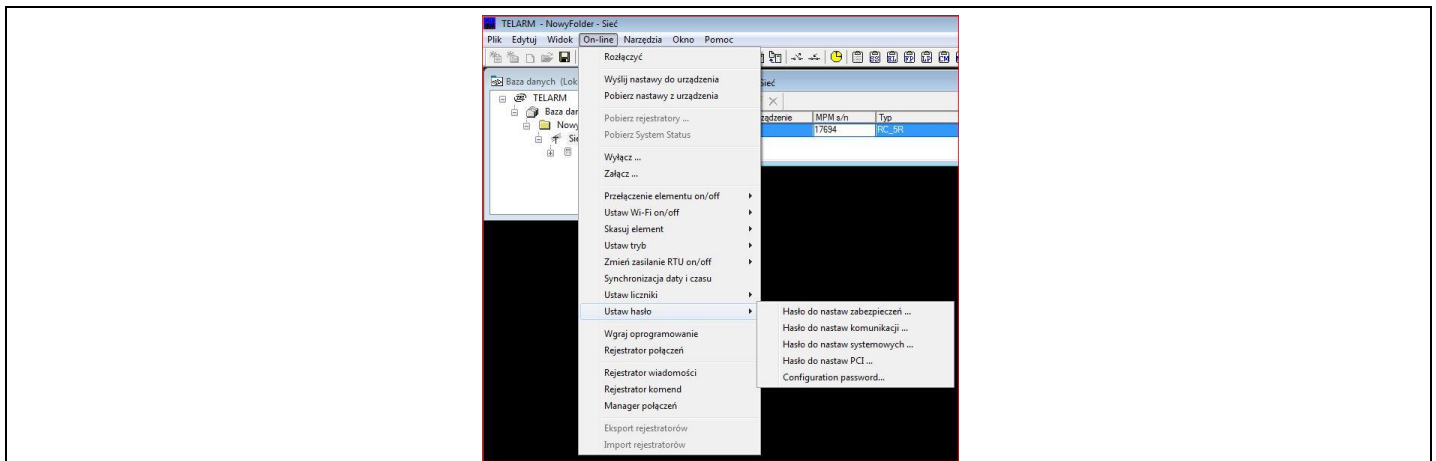 TELARM - NowyFolder - Sieć
Plik Edytuj Widok On-line Narzędzia Okno Pomoc
Baza danych (Lok
TELARM
Baza dan
Nowy
Sie
Rozłączyć
Wyślij nastawy do urządzenia
Pobierz nastawy z urządzenia
Pobierz rejestratory ...
Pobierz System Status
Wyłącz ...
Załącz ...
Przełączenie elementu on/off
Ustaw Wi-Fi on/off
Skasuj element
Ustaw tryb
Zmień zasilanie RTU on/off
Synchronizacja daty i czasu
Ustaw liczniki
Ustaw hasło
Wgraj oprogramowanie
Rejestrator połączeń
Rejestrator wiadomości
Rejestrator komend
Manager połączeń
Eksport rejestratorów
Import rejestratorów
Sieć
ządzenie MPM s/n Typ
17694 RC_5R
Hasło do nastaw zabezpieczeń ...
Hasło do nastaw komunikacji ...
Hasło do nastaw systemowych ...
Hasło do nastaw PCI ...
Configuration password...